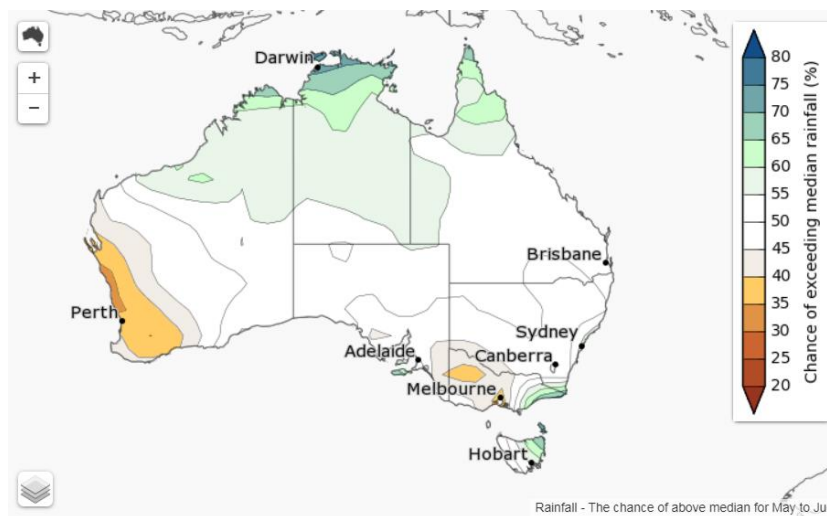 Darwin
+
−
Brisbane
Perth
Sydney
Adelaide
Canberra
Melbourne
Hobart
80
75
70
65
60
55
50
45
40
35
30
25
20
Chance of exceeding median rainfall (%)
Rainfall - The chance of above median for May to Ju